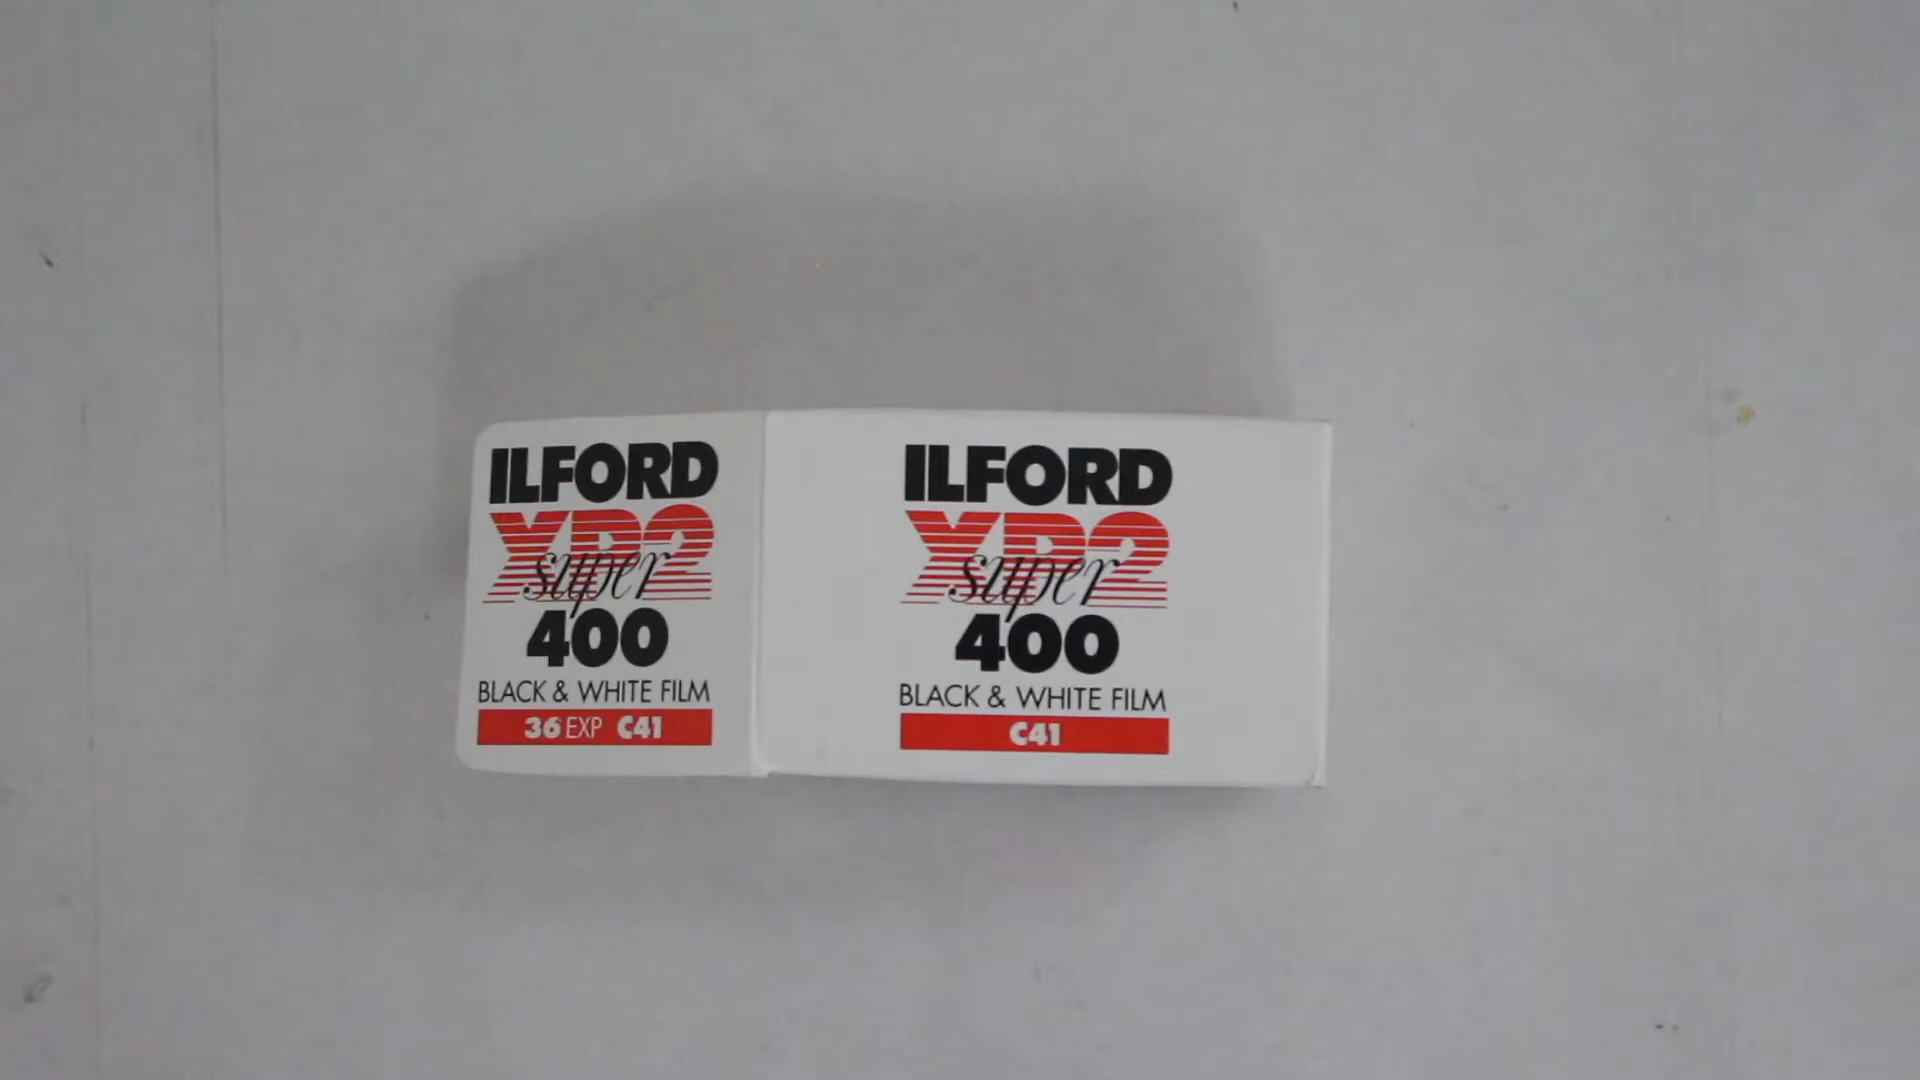 ILFORD
XP2
super
400
BLACK & WHITE FILM
36 EXP C41
ILFORD
XP2
super
400
BLACK & WHITE FILM
C41